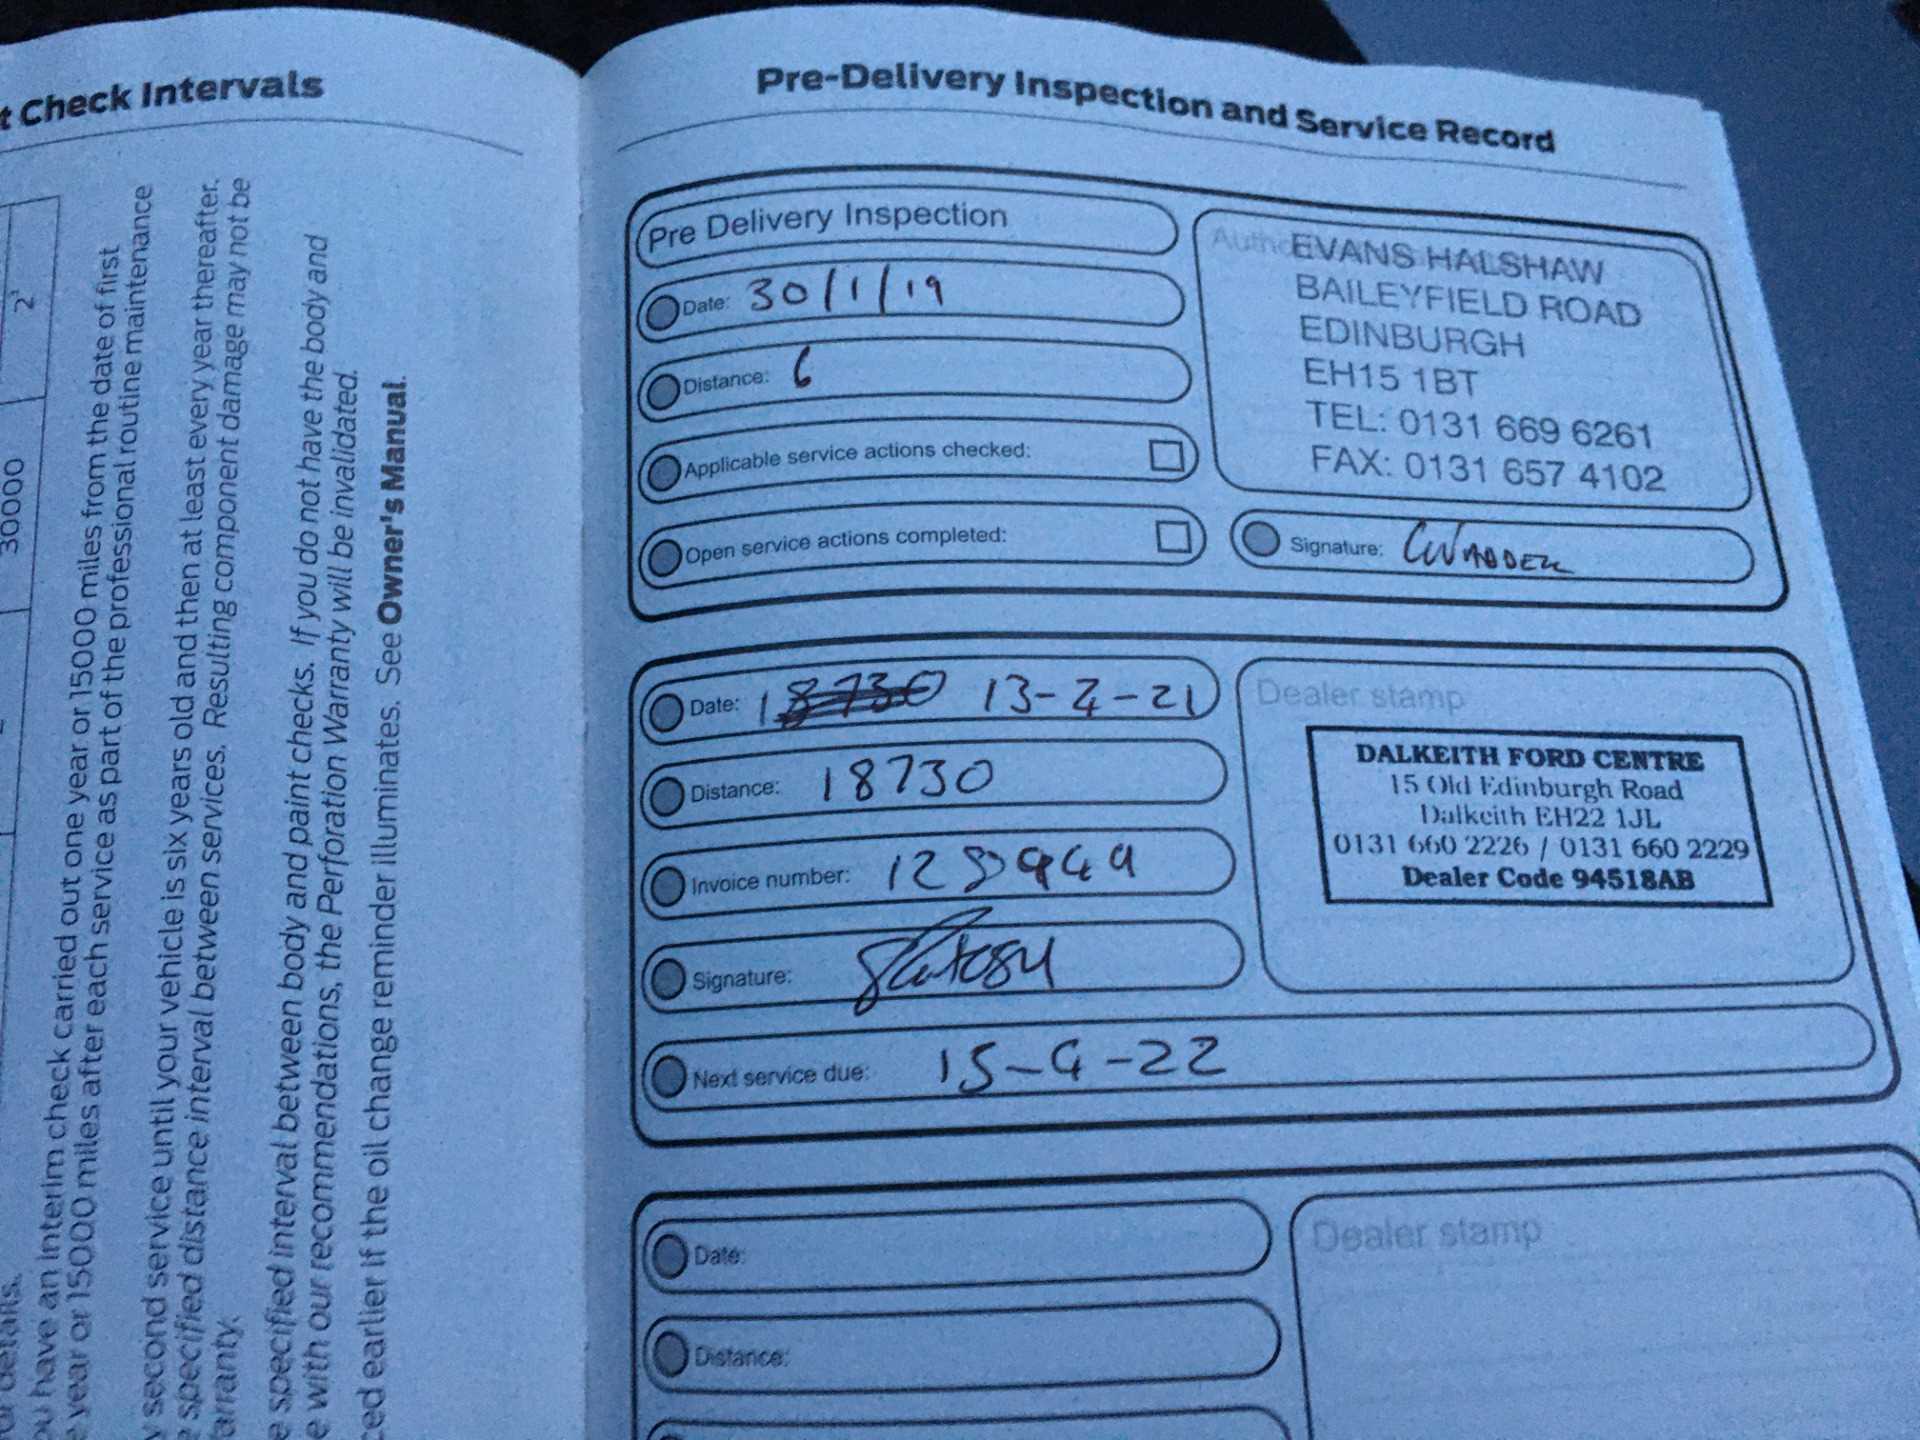 t Check Intervals
2¹
30000
or details.
ou have an interim check carried out one year or 15000 miles from the date of first
e year or 15000 miles after each service as part of the professional routine maintenance
y second service until your vehicle is six years old and then at least every year thereafter.
e specified distance interval between services. Resulting component damage may not be
arranty.
e specified interval between body and paint checks. If you do not have the body and
e with our recommendations, the Perforation Warranty will be invalidated.
ced earlier if the oil change reminder illuminates. See Owner's Manual.
Pre-Delivery Inspection and Service Record
Pre Delivery Inspection
Date: 30/1/19
Distance: 6
Applicable service actions checked:
Open service actions completed:
EVANS HALSHAW
BAILEYFIELD ROAD
EDINBURGH
EH15 1BT
TEL: 0131 669 6261
FAX: 0131 657 4102
Signature:
Date: 18730 13-2-21
Distance: 18730
Invoice number:
Signature:
Next service due: 15-4-22
Dealer stamp
DALKEITH FORD CENTRE
15 Old Edinburgh Road
Dalkeith EH22 1JL
0131 660 2226 / 0131 660 2229
Dealer Code 94518AB
Date:
Distance:
Dealer stamp